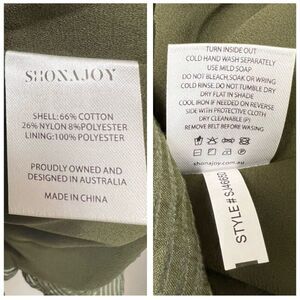 SHONAJOY
SHELL:66% COTTON
26%NYLON 8%POLYESTER
LINING:100% POLYESTER
PROUDLY OWNED AND
DESIGNED IN AUSTRALIA
MADE IN CHINA
TURN INSIDE OUT
COLD HAND WASH SEPARATELY
USE MILD SOAP
DO NOT BLEACH,SOAK OR WRING
COLD RINSE.DO NOT TUMBLE DRY
DRY FLAT IN SHADE
COOL IRON IF NEEDED ON REVERSE
SIDE WITH PROTECTIVE CLOTH
DRY CLEANABLE (P)
REMOVE BELT BEFORE WASING
shonajoy.com.au
STYLE#